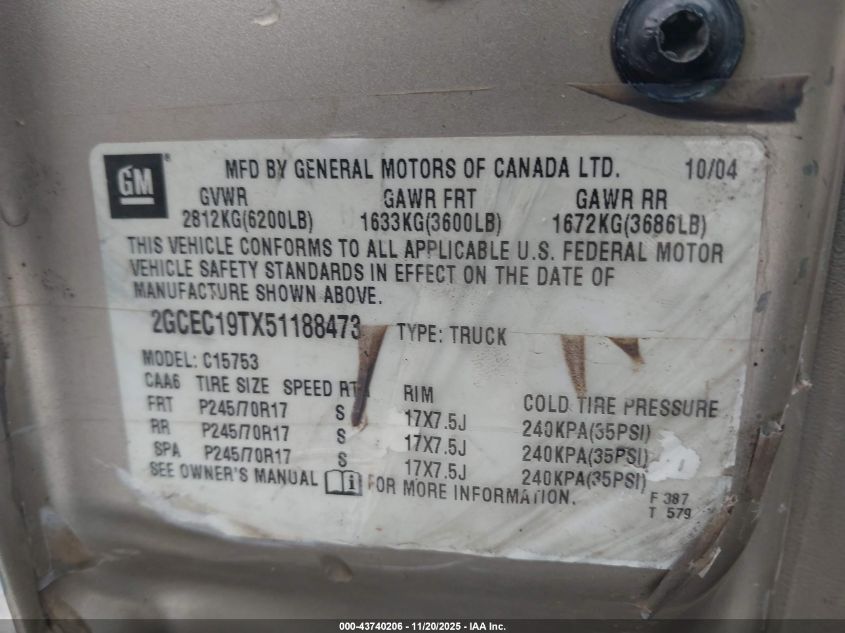 GM ®
MFD BY GENERAL MOTORS OF CANADA LTD. 10/04
GVWR GAWR FRT GAWR RR
2812KG(6200LB) 1633KG(3600LB) 1672KG(3686LB)
THIS VEHICLE CONFORMS TO ALL APPLICABLE U.S. FEDERAL MOTOR
VEHICLE SAFETY STANDARDS IN EFFECT ON THE DATE OF
MANUFACTURE SHOWN ABOVE.
2GCEC19TX51188473 TYPE: TRUCK
MODEL: C15753
CAA6 TIRE SIZE SPEED RTG RIM COLD TIRE PRESSURE
FRT P245/70R17 S 17X7.5J 240KPA(35PSI)
RR P245/70R17 S 17X7.5J 240KPA(35PSI)
SPA P245/70R17 S 17X7.5J 240KPA(35PSI)
SEE OWNER'S MANUAL i FOR MORE INFORMATION.
F 387
T 579
000-43740206 - 11/20/2025 - IAA Inc.